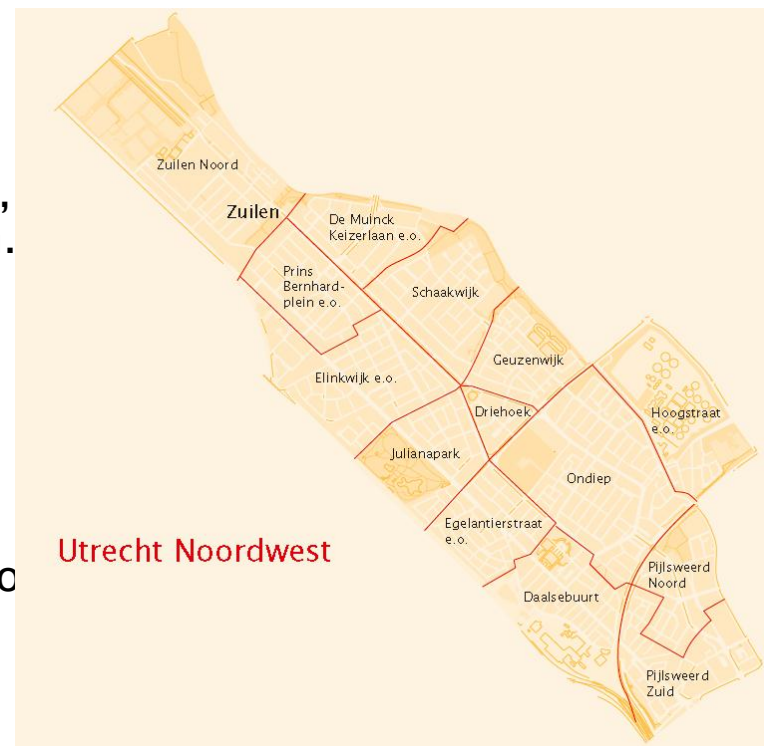 ,
.
Zuilen Noord
Zuilen
De Muinck
Keizerlaan e.o.
Prins
Bernhard-
plein e.o.
Schaakwijk
Geuzenwijk
Elinkwijk e.o.
Driehoek
Hoogstraat
e.o.
Julianapark
Ondiep
Egelantierstraat
e.o.
Utrecht Noordwest
Pijlsweerd
Noord
Daalsebuurt
Pijlsweerd
Zuid